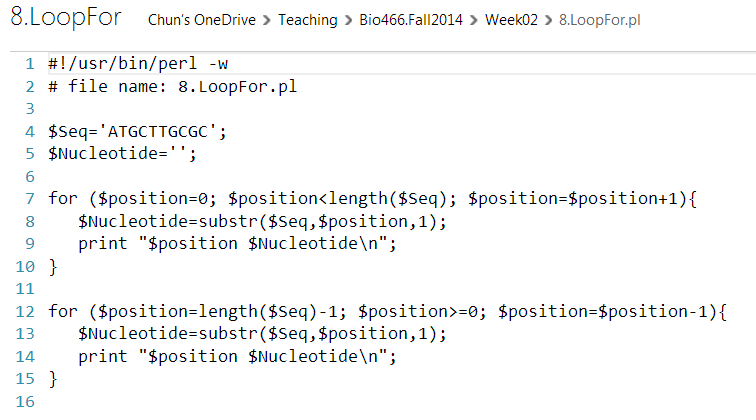 8.LoopFor Chun's OneDrive > Teaching > Bio466.Fall2014 > Week02 > 8.LoopFor.pl
1 #!/usr/bin/perl -w
2 # file name: 8.LoopFor.pl
3
4 $Seq='ATGCTTGCGC';
5 $Nucleotide='';
6
7 for ($position=0; $position<length($Seq); $position=$position+1){
8    $Nucleotide=substr($Seq,$position,1);
9    print "$position $Nucleotide\n";
10 }
11
12 for ($position=length($Seq)-1; $position>=0; $position=$position-1){
13    $Nucleotide=substr($Seq,$position,1);
14    print "$position $Nucleotide\n";
15 }
16